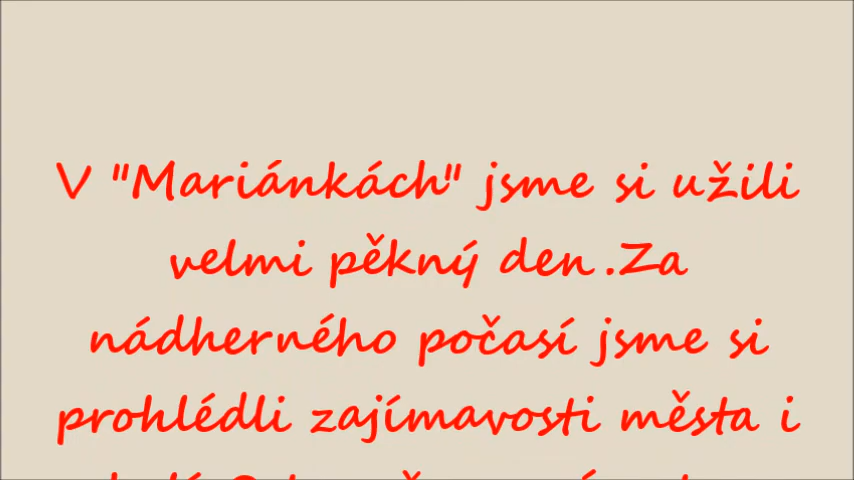 V "Mariánkách" jsme si užili
velmi pěkný den .Za
nádherného počasí jsme si
prohlédli zajímavosti města i